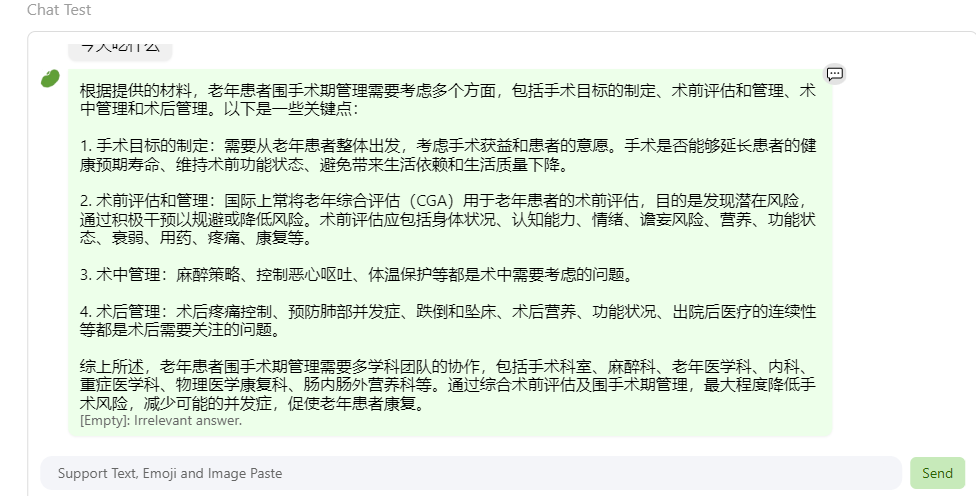 Chat Test
今天吃什么
根据提供的材料，老年患者围手术期管理需要考虑多个方面，包括手术目标的制定、术前评估和管理、术
中管理和术后管理。以下是一些关键点：
1. 手术目标的制定：需要从老年患者整体出发，考虑手术获益和患者的意愿。手术是否能够延长患者的健
康预期寿命、维持术前功能状态、避免带来生活依赖和生活质量下降。
2. 术前评估和管理：国际上常将老年综合评估（CGA）用于老年患者的术前评估，目的是发现潜在风险，
通过积极干预以规避或降低风险。术前评估应包括身体状况、认知能力、情绪、谵妄风险、营养、功能状
态、衰弱、用药、疼痛、康复等。
3. 术中管理：麻醉策略、控制恶心呕吐、体温保护等都是术中需要考虑的问题。
4. 术后管理：术后疼痛控制、预防肺部并发症、跌倒和坠床、术后营养、功能状况、出院后医疗的连续性
等都是术后需要关注的问题。
综上所述，老年患者围手术期管理需要多学科团队的协作，包括手术科室、麻醉科、老年医学科、内科、
重症医学科、物理医学康复科、肠内肠外营养科等。通过综合术前评估及围手术期管理，最大程度降低手
术风险，减少可能的并发症，促使老年患者康复。
[Empty]: Irrelevant answer.
Support Text, Emoji and Image Paste
Send